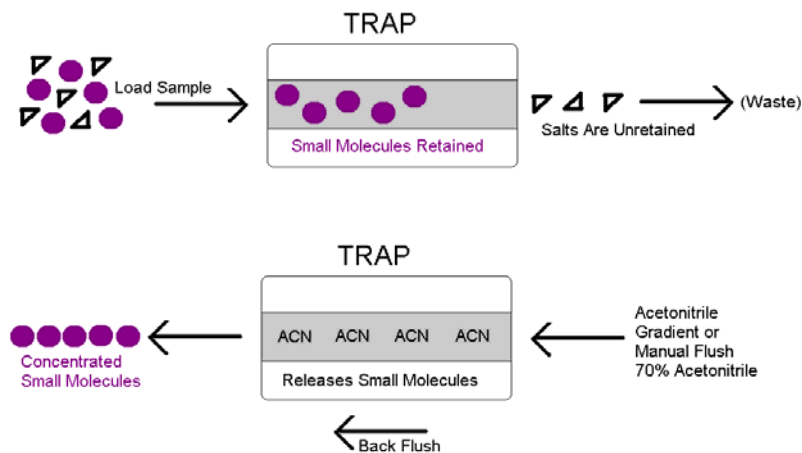 TRAP
Load Sample
Small Molecules Retained
Salts Are Unretained
(Waste)
TRAP
Concentrated
Small Molecules
ACN ACN ACN ACN
Releases Small Molecules
Acetonitrile
Gradient or
Manual Flush
70% Acetonitrile
Back Flush